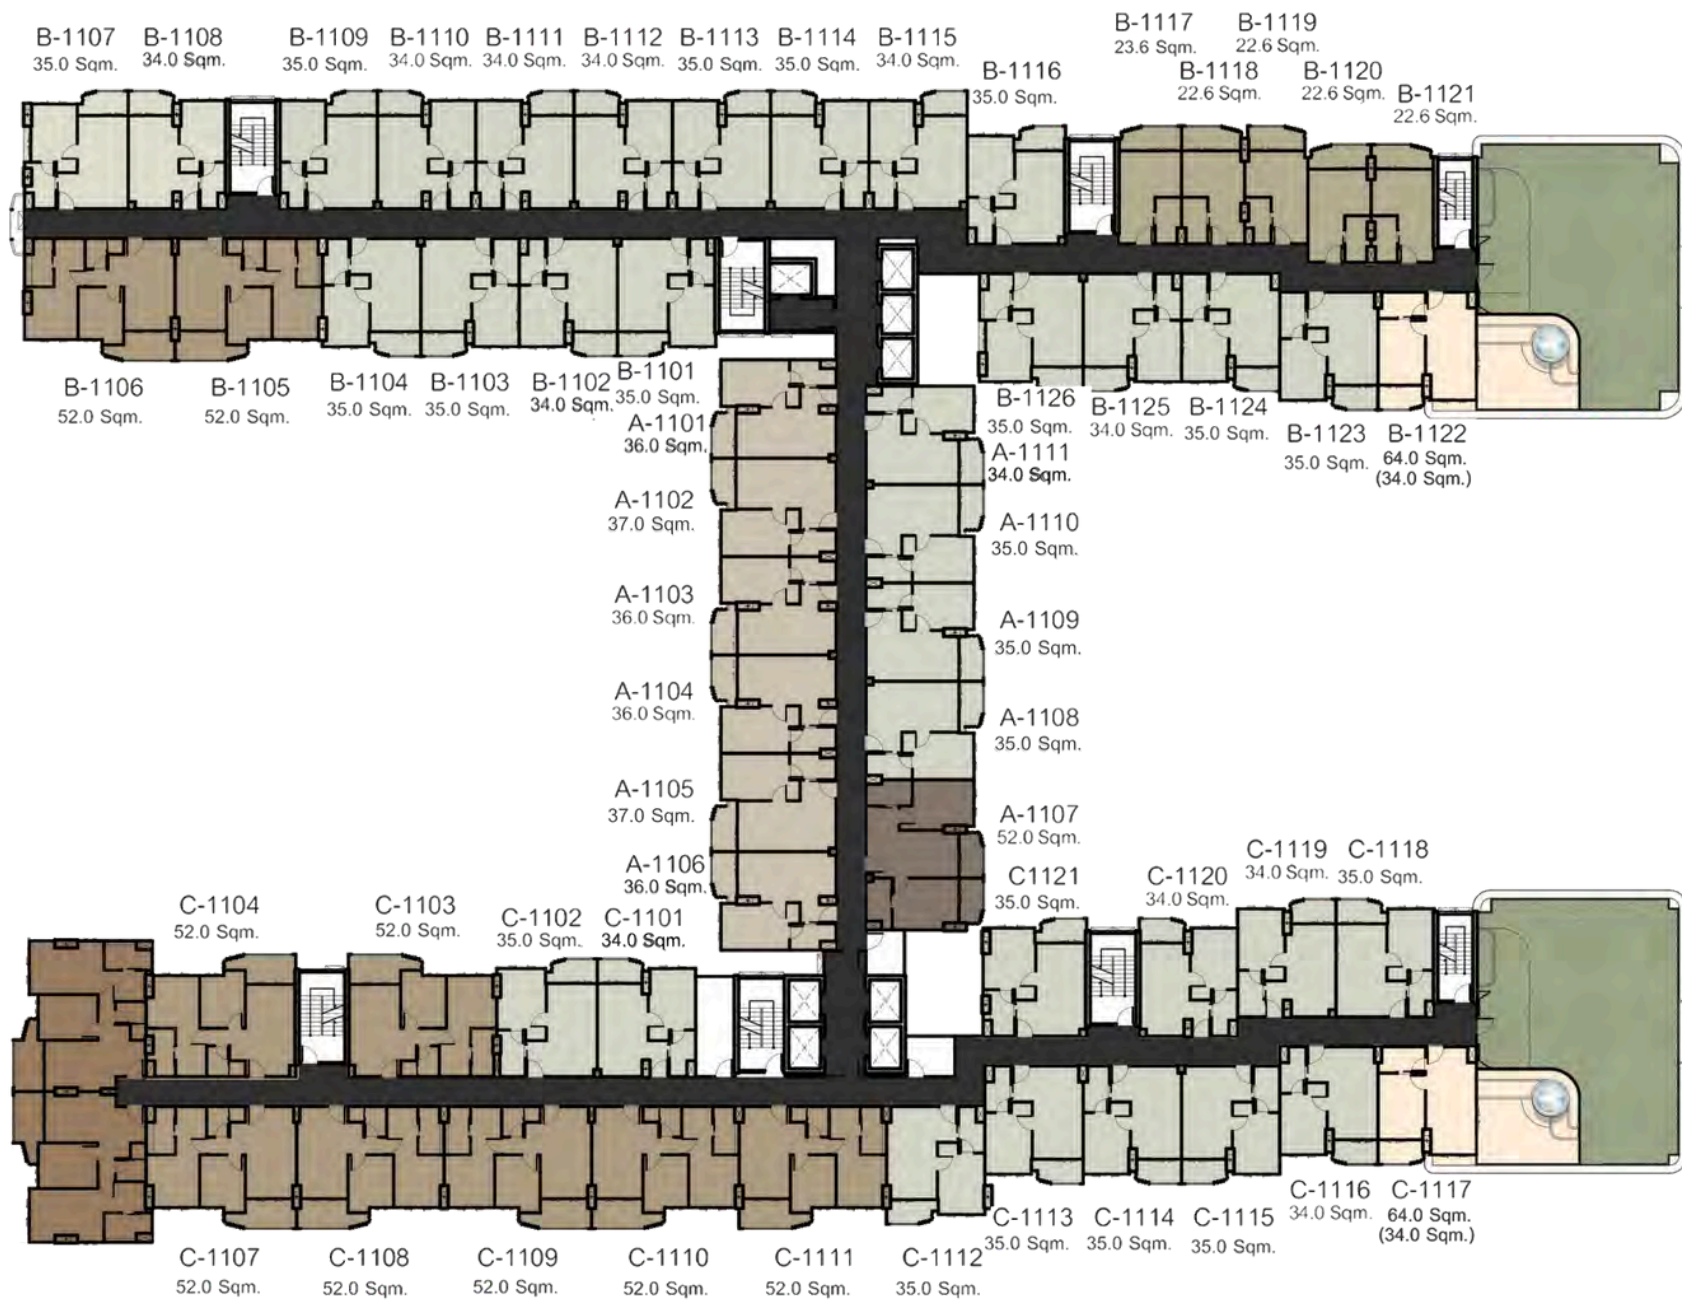 B-1107
35.0 Sqm.
B-1108
34.0 Sqm.
B-1109
35.0 Sqm.
B-1110
34.0 Sqm.
B-1111
34.0 Sqm.
B-1112
34.0 Sqm.
B-1113
35.0 Sqm.
B-1114
35.0 Sqm.
B-1115
34.0 Sqm.
B-1116
35.0 Sqm.
B-1117
23.6 Sqm.
B-1118
22.6 Sqm.
B-1119
22.6 Sqm.
B-1120
22.6 Sqm.
B-1121
22.6 Sqm.
B-1106
52.0 Sqm.
B-1105
52.0 Sqm.
B-1104
35.0 Sqm.
B-1103
35.0 Sqm.
B-1102
34.0 Sqm.
B-1101
35.0 Sqm.
B-1126
35.0 Sqm.
B-1125
34.0 Sqm.
B-1124
35.0 Sqm.
B-1123
35.0 Sqm.
B-1122
64.0 Sqm.
(34.0 Sqm.)
A-1101
36.0 Sqm.
A-1111
34.0 Sqm.
A-1102
37.0 Sqm.
A-1110
35.0 Sqm.
A-1103
36.0 Sqm.
A-1109
35.0 Sqm.
A-1104
36.0 Sqm.
A-1108
35.0 Sqm.
A-1105
37.0 Sqm.
A-1107
52.0 Sqm.
A-1106
36.0 Sqm.
C-1104
52.0 Sqm.
C-1103
52.0 Sqm.
C-1102
35.0 Sqm.
C-1101
34.0 Sqm.
C1121
35.0 Sqm.
C-1120
34.0 Sqm.
C-1119
34.0 Sqm.
C-1118
35.0 Sqm.
C-1107
52.0 Sqm.
C-1108
52.0 Sqm.
C-1109
52.0 Sqm.
C-1110
52.0 Sqm.
C-1111
52.0 Sqm.
C-1112
35.0 Sqm.
C-1113
35.0 Sqm.
C-1114
35.0 Sqm.
C-1115
35.0 Sqm.
C-1116
34.0 Sqm.
C-1117
64.0 Sqm.
(34.0 Sqm.)